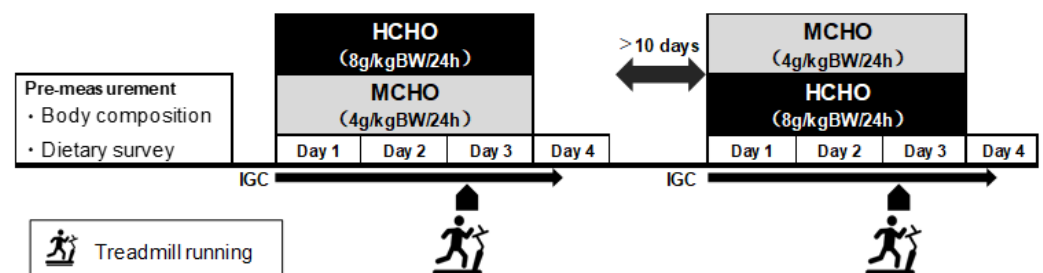 Pre-measurement
・Body composition
・Dietary survey
HCHO
(8g/kgBW/24h)
MCHO
(4g/kgBW/24h)
Day 1 Day 2 Day 3 Day 4
IGC
>10 days
MCHO
(4g/kgBW/24h)
HCHO
(8g/kgBW/24h)
Day 1 Day 2 Day 3 Day 4
IGC
Treadmill running